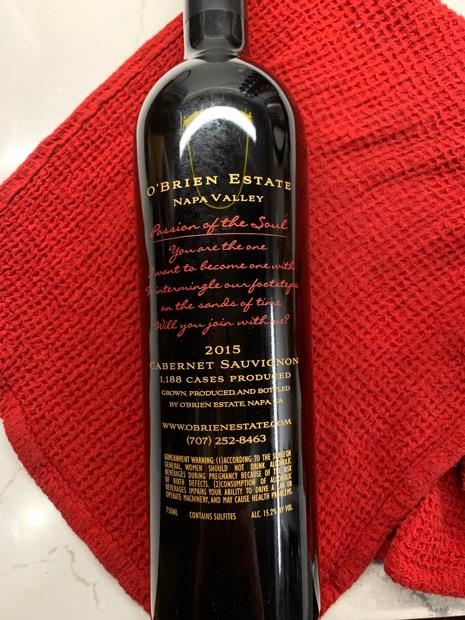 O'BRIEN ESTATE
NAPA VALLEY
Passion of the Soul
You are the one
want to become one with
intermingle our footsteps
on the sands of time
Will you join with me?
2015
CABERNET SAUVIGNON
1,188 CASES PRODUCED
GROWN, PRODUCED AND BOTTLED
BY O'BRIEN ESTATE, NAPA, CA
WWW.OBRIENESTATE.COM
(707) 252-8463
GOVERNMENT WARNING: (1)ACCORDING TO THE SURGEON
GENERAL, WOMEN SHOULD NOT DRINK ALCOHOLIC
BEVERAGES DURING PREGNANCY BECAUSE OF THE RISK
OF BIRTH DEFECTS. (2)CONSUMPTION OF ALCOHOLIC
BEVERAGES IMPAIRS YOUR ABILITY TO DRIVE A CAR OR
OPERATE MACHINERY, AND MAY CAUSE HEALTH PROBLEMS.
750ML CONTAINS SULFITES ALC. 15.2% BY VOL